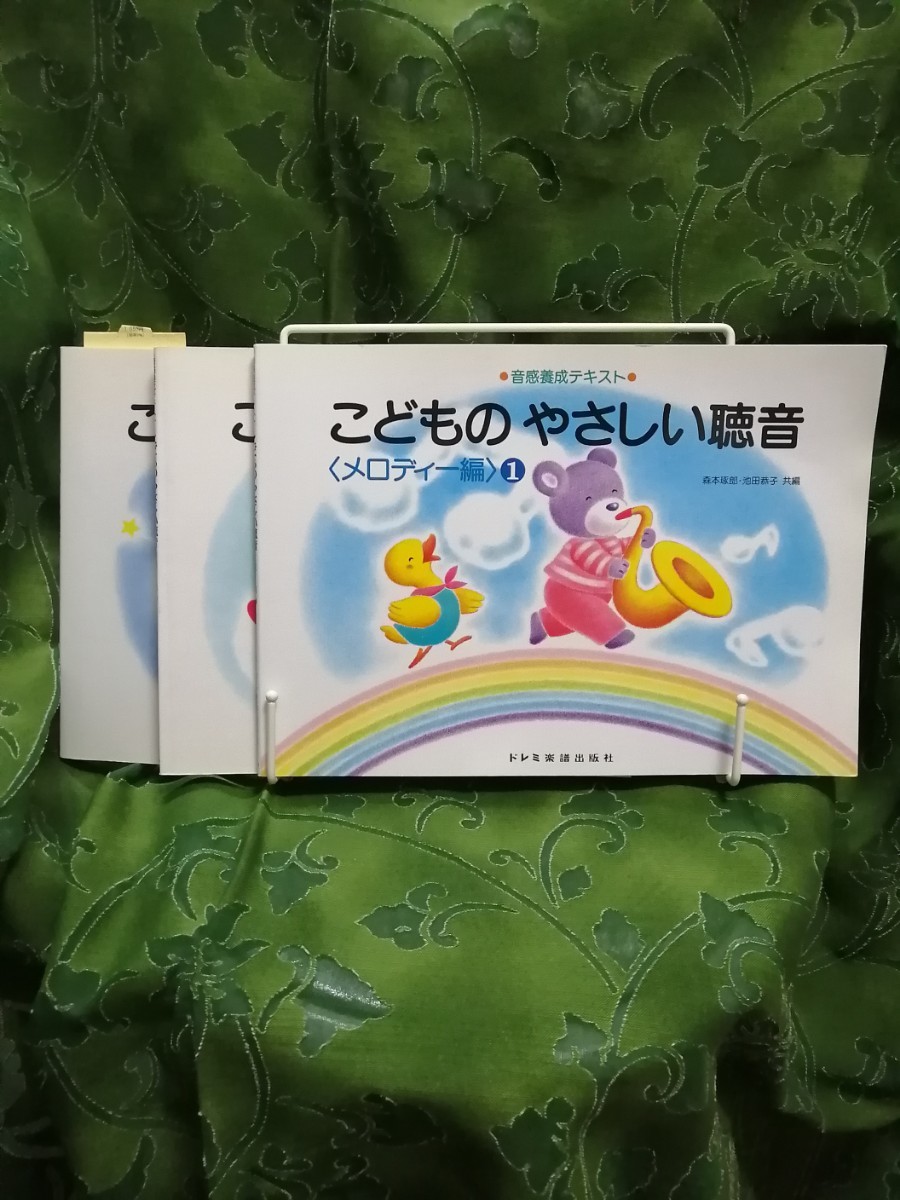 ●音感養成テキスト●
こどもの やさしい聴音
〈メロディー編〉❶
森本琢郎・池田恭子 共編
ドレミ楽譜出版社
こ
こ